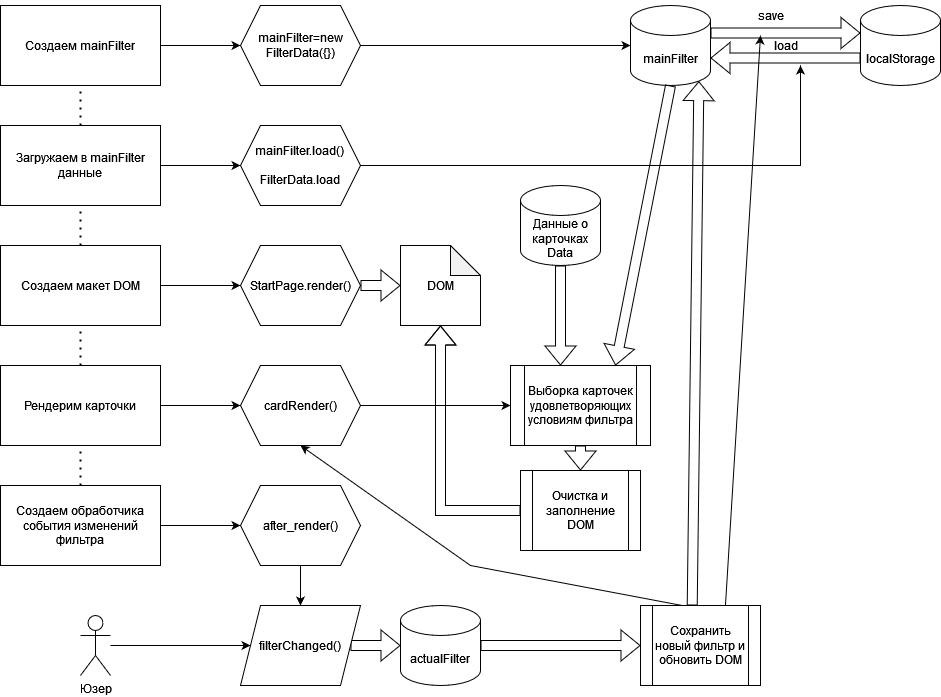 Создаем mainFilter
mainFilter=new
FilterData({})
mainFilter
save
load
localStorage
Загружаем в mainFilter
данные
mainFilter.load()
FilterData.load
Данные о
карточках
Data
Создаем макет DOM
StartPage.render()
DOM
Рендерим карточки
cardRender()
Выборка карточек
удовлетворяющих
условиям фильтра
Создаем обработчика
события изменений
фильтра
after_render()
Очистка и
заполнение
DOM
Юзер
filterChanged()
actualFilter
Сохранить
новый фильтр и
обновить DOM